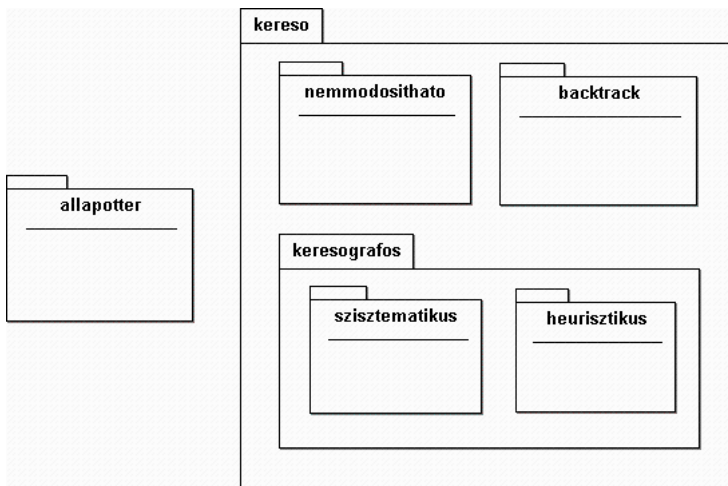 kereso
nemmodosithato
backtrack
allapotter
keresografos
szisztematikus
heurisztikus